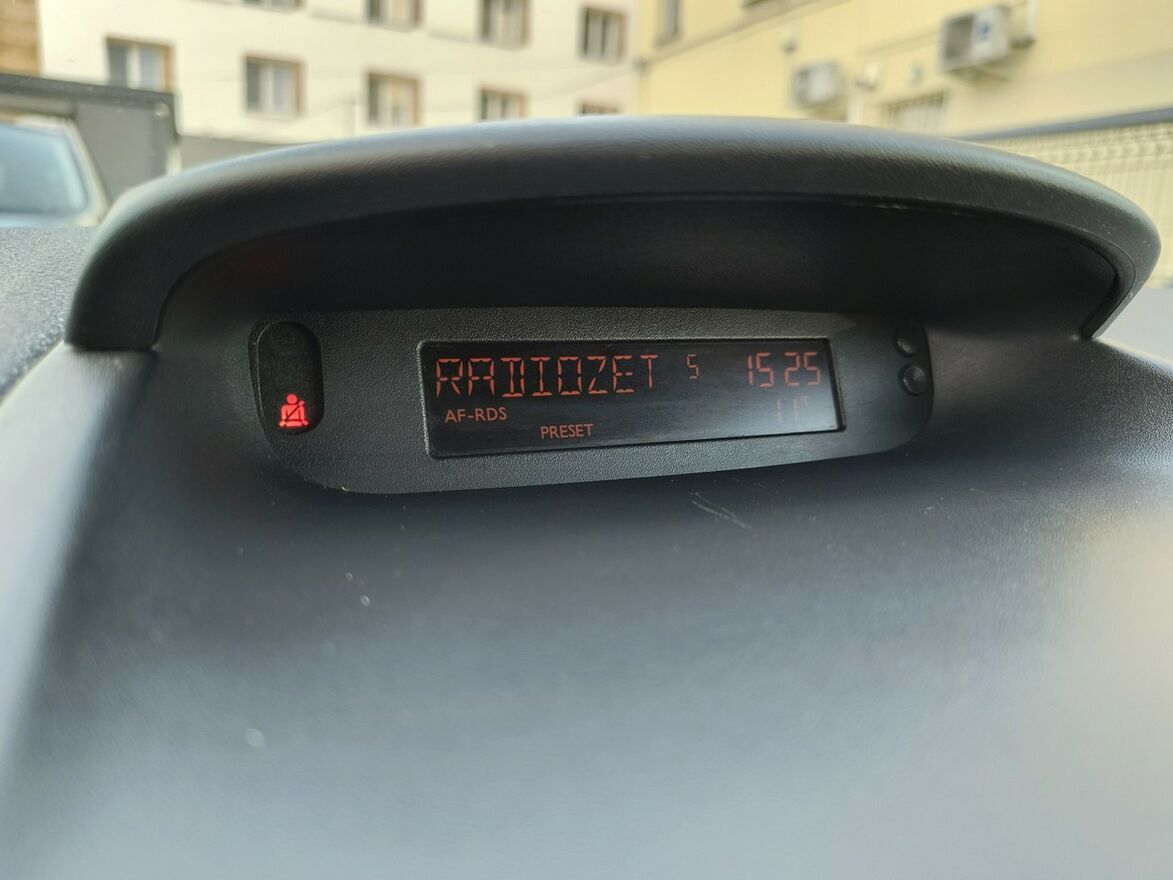 RADIOZET 5 15 25
AF-RDS 11°C
PRESET